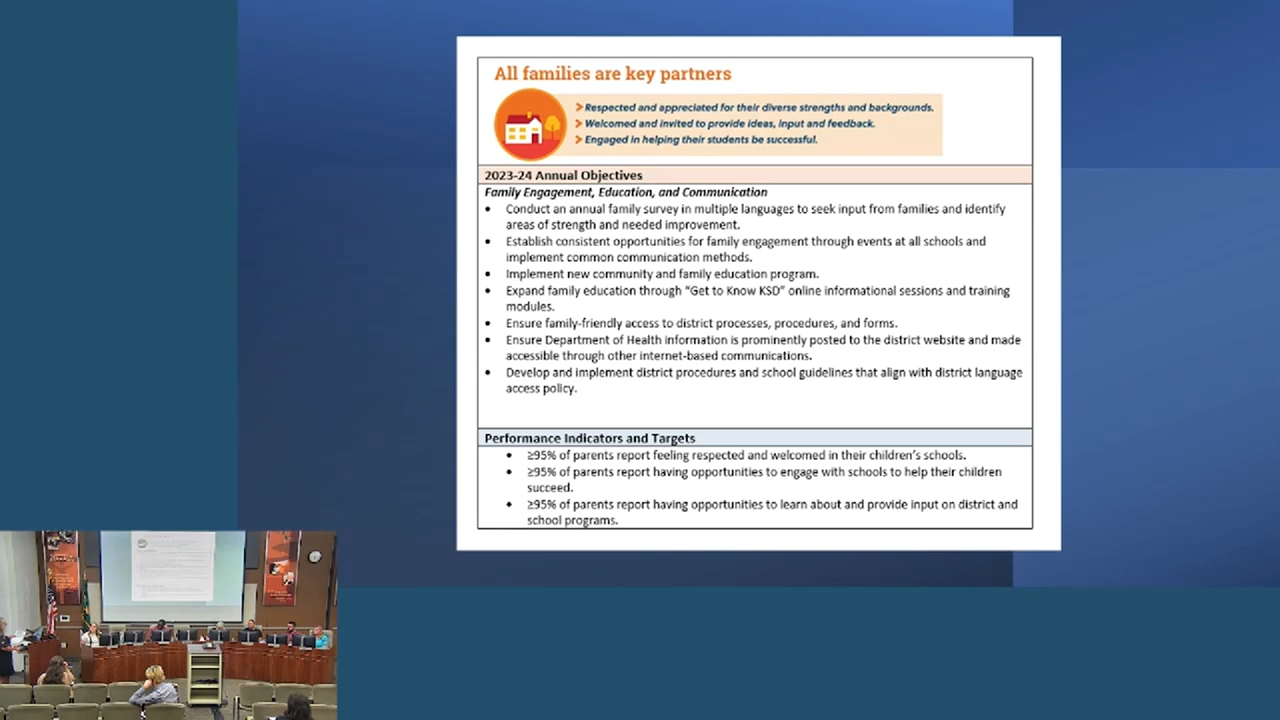 All families are key partners
Respected and appreciated for their diverse strengths and backgrounds.
Welcomed and invited to provide ideas, input and feedback.
Engaged in helping their students be successful.
2023-24 Annual Objectives
Family Engagement, Education, and Communication
• Conduct an annual family survey in multiple languages to seek input from families and identify
areas of strength and needed improvement.
• Establish consistent opportunities for family engagement through events at all schools and
implement common communication methods.
• Implement new community and family education program.
• Expand family education through “Get to Know KSD” online informational sessions and training
modules.
• Ensure family-friendly access to district processes, procedures, and forms.
• Ensure Department of Health information is prominently posted to the district website and made
accessible through other internet-based communications.
• Develop and implement district procedures and school guidelines that align with district language
access policy.
Performance Indicators and Targets
• ≥95% of parents report feeling respected and welcomed in their children’s schools.
• ≥95% of parents report having opportunities to engage with schools to help their children
succeed.
• ≥95% of parents report having opportunities to learn about and provide input on district and
school programs.